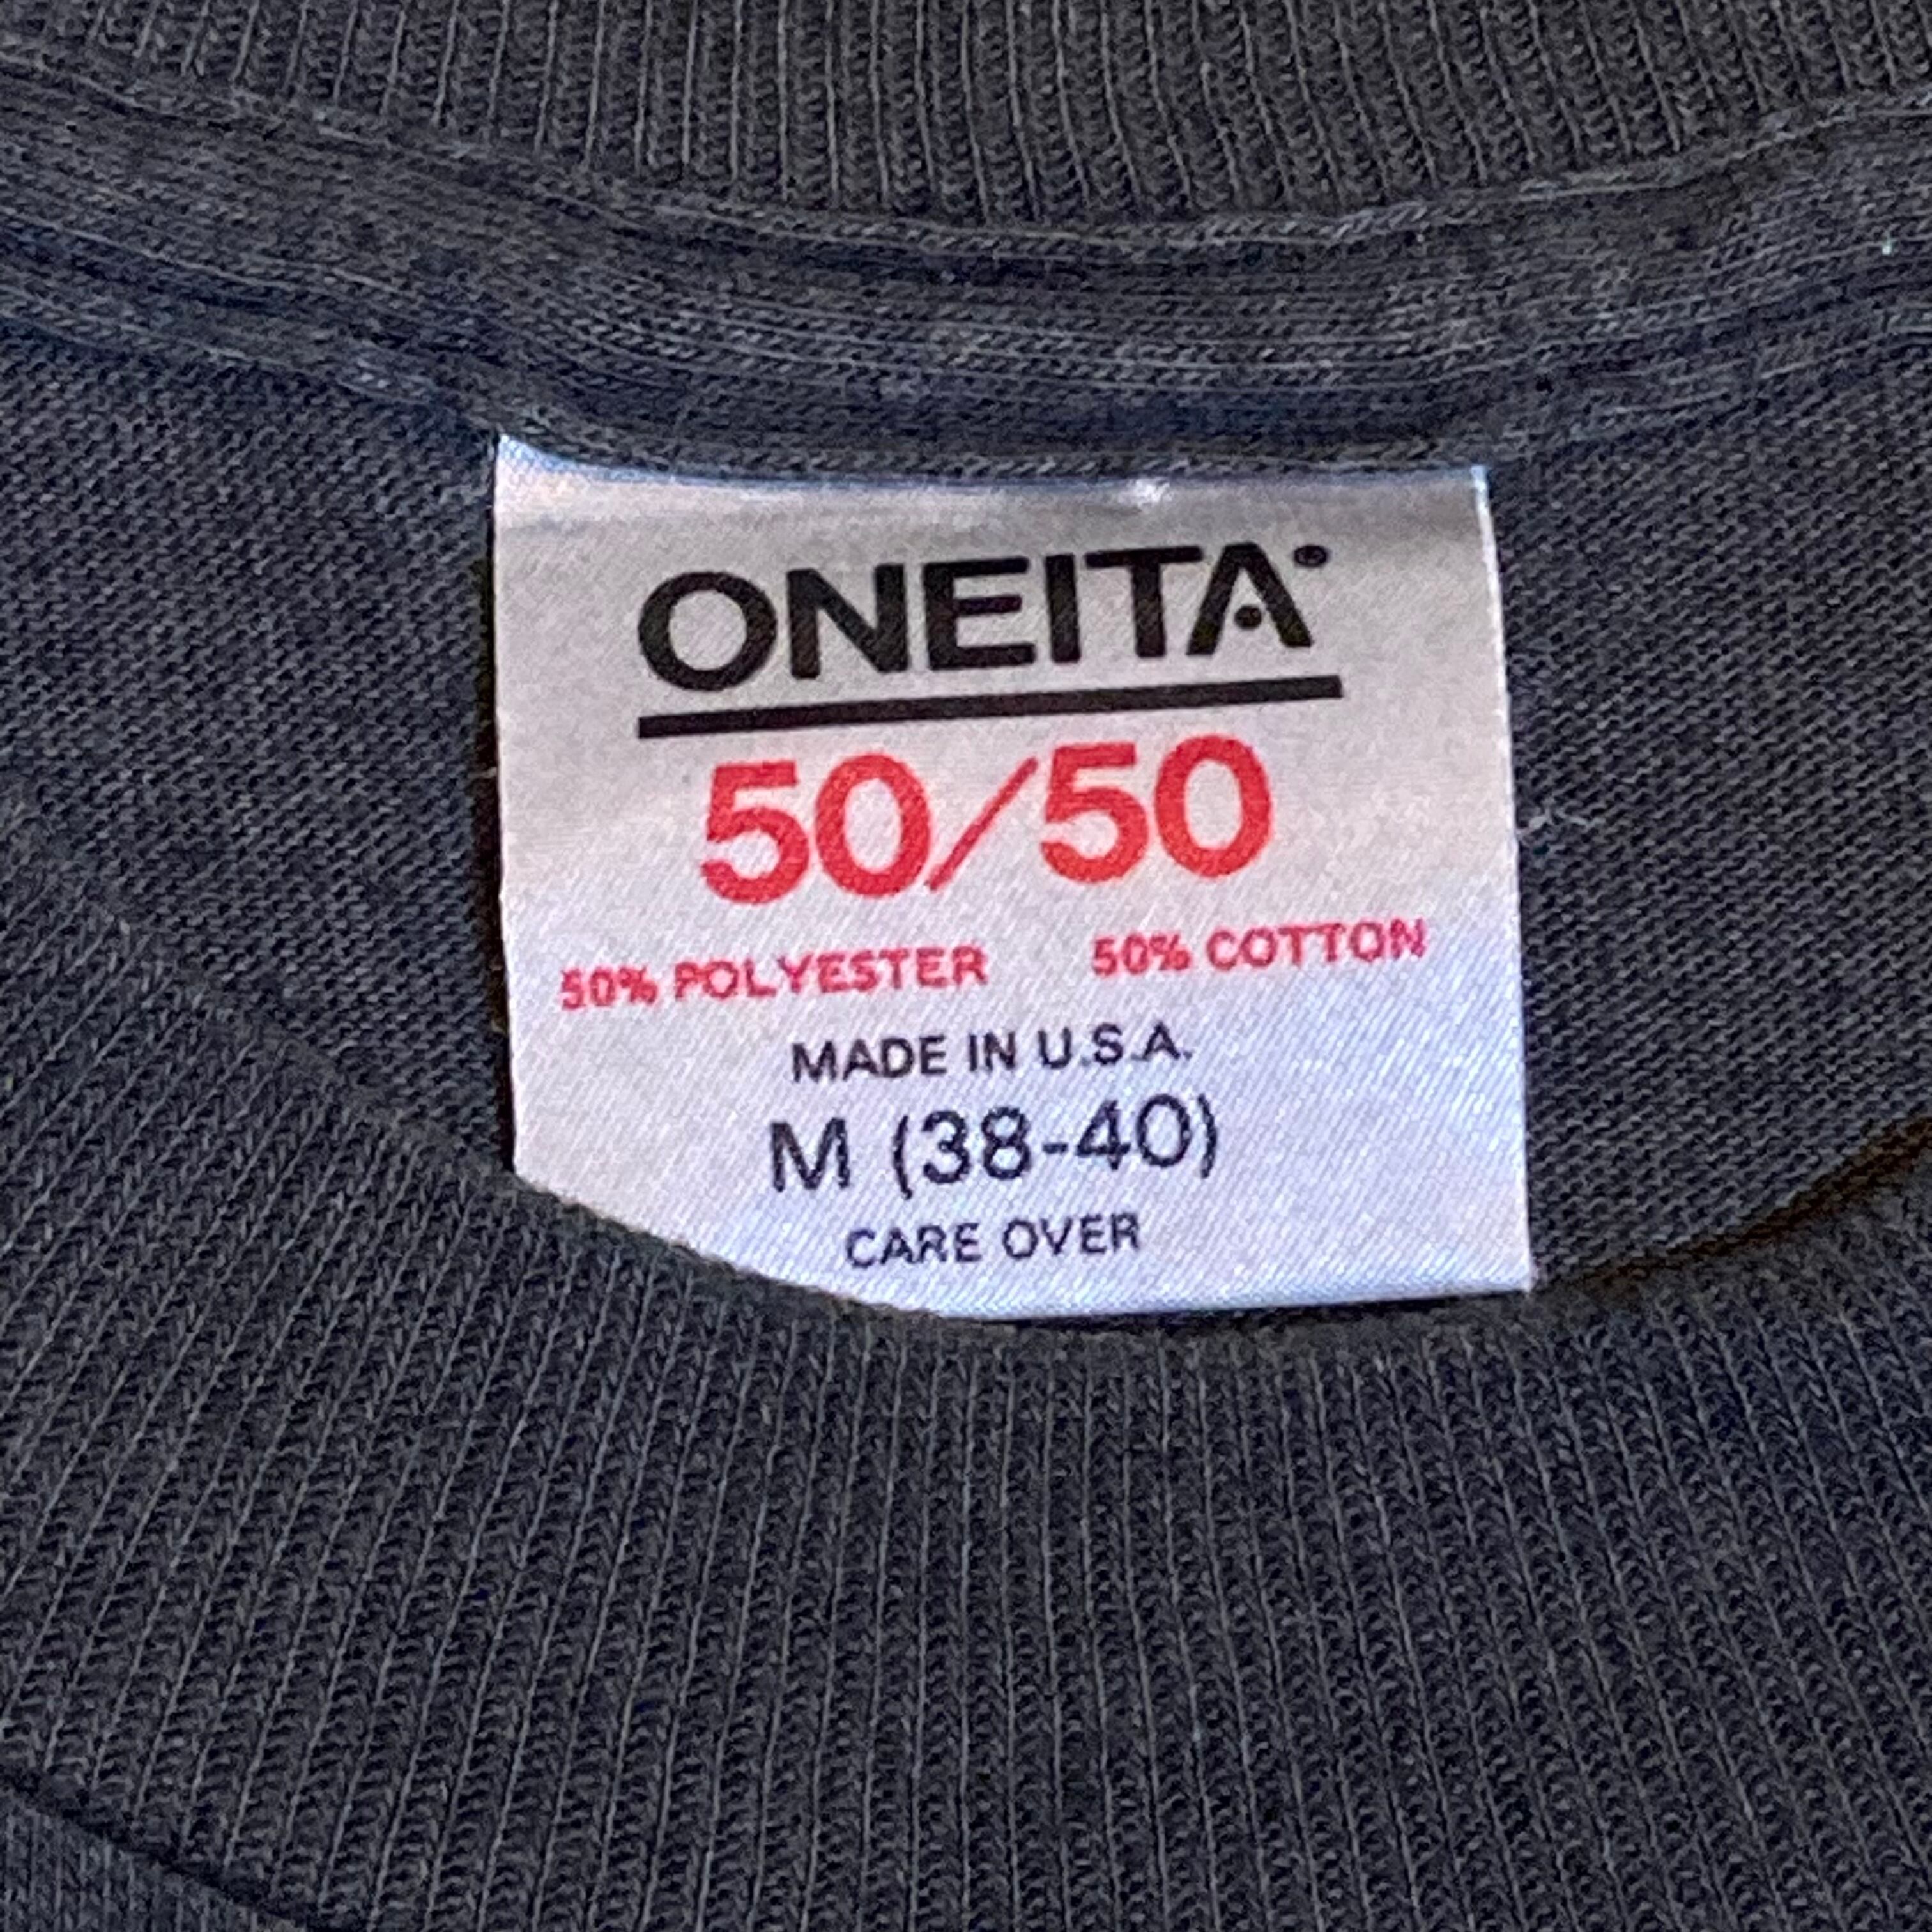 ONEITA®
50/50
50% POLYESTER 50% COTTON
MADE IN U.S.A.
M (38-40)
CARE OVER